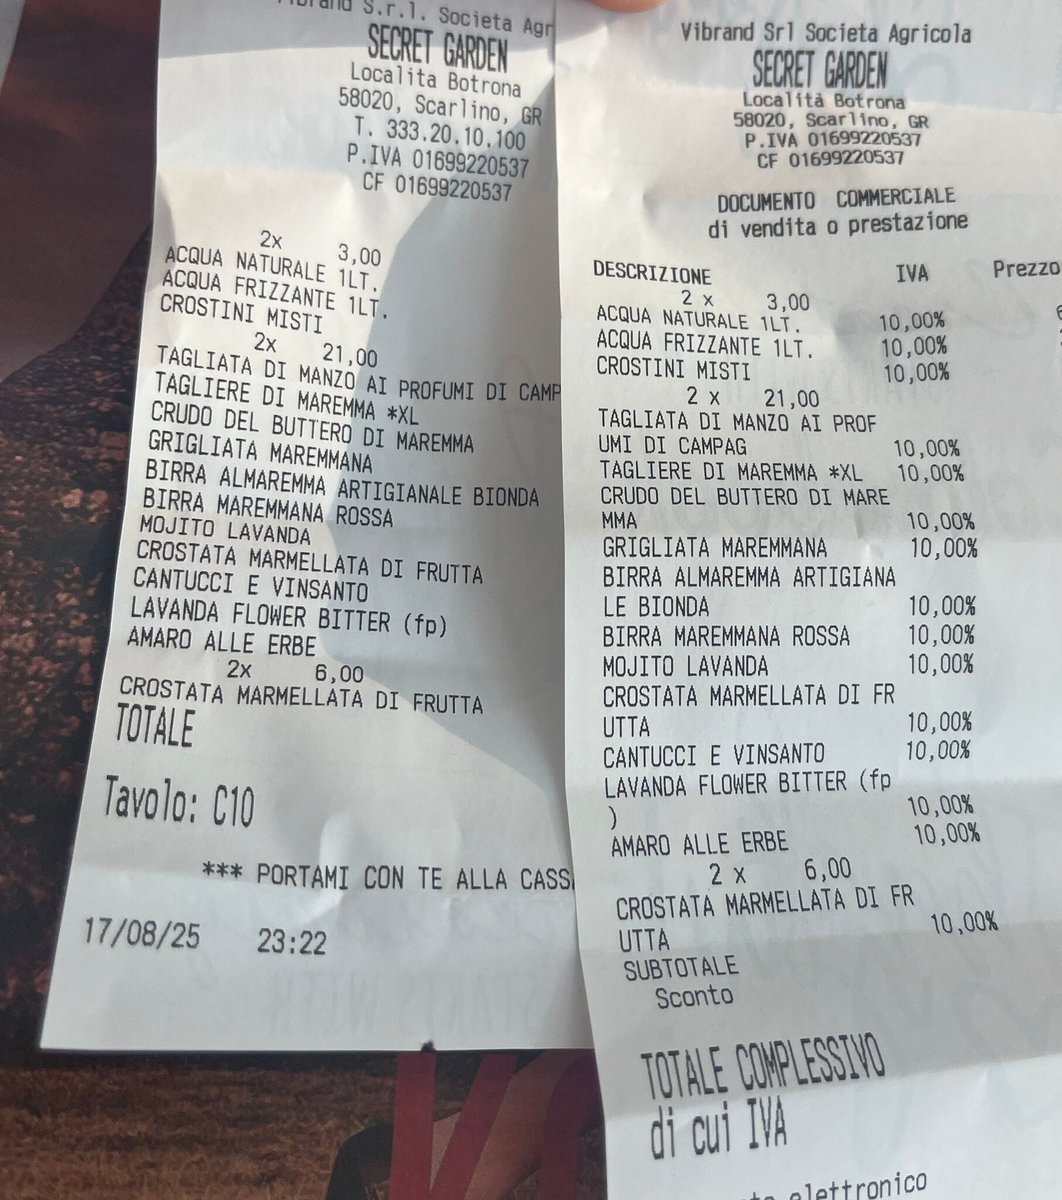 S.r.l. Societa Agr
SECRET GARDEN
Localita Botrona
58020, Scarlino, GR
T. 333.20.10.100
P.IVA 01699220537
CF 01699220537
2x 3,00
ACQUA NATURALE 1LT.
ACQUA FRIZZANTE 1LT.
CROSTINI MISTI
2x 21,00
TAGLIATA DI MANZO AI PROFUMI DI CAMP
TAGLIERE DI MAREMMA *XL
CRUDO DEL BUTTERO DI MAREMMA
GRIGLIATA MAREMMANA
BIRRA ALMAREMMA ARTIGIANALE BIONDA
BIRRA MAREMMANA ROSSA
MOJITO LAVANDA
CROSTATA MARMELLATA DI FRUTTA
CANTUCCI E VINSANTO
LAVANDA FLOWER BITTER (fp)
AMARO ALLE ERBE
2x 6,00
CROSTATA MARMELLATA DI FRUTTA
TOTALE
Tavolo: C10
*** PORTAMI CON TE ALLA CASS
17/08/25 23:22
Vibrand Srl Societa Agricola
SECRET GARDEN
Località Botrona
58020, Scarlino, GR
P.IVA 01699220537
CF 01699220537
DOCUMENTO COMMERCIALE
di vendita o prestazione
DESCRIZIONE IVA Prezzo
2 x 3,00
ACQUA NATURALE 1LT. 10,00%
ACQUA FRIZZANTE 1LT. 10,00%
CROSTINI MISTI 10,00%
2 x 21,00
TAGLIATA DI MANZO AI PROF
UMI DI CAMPAG 10,00%
TAGLIERE DI MAREMMA *XL 10,00%
CRUDO DEL BUTTERO DI MARE
MMA 10,00%
GRIGLIATA MAREMMANA 10,00%
BIRRA ALMAREMMA ARTIGIANA
LE BIONDA 10,00%
BIRRA MAREMMANA ROSSA 10,00%
MOJITO LAVANDA 10,00%
CROSTATA MARMELLATA DI FR
UTTA 10,00%
CANTUCCI E VINSANTO 10,00%
LAVANDA FLOWER BITTER (fp
) 10,00%
AMARO ALLE ERBE 10,00%
2 x 6,00
CROSTATA MARMELLATA DI FR
UTTA 10,00%
SUBTOTALE
Sconto
TOTALE COMPLESSIVO
di cui IVA
elettronico